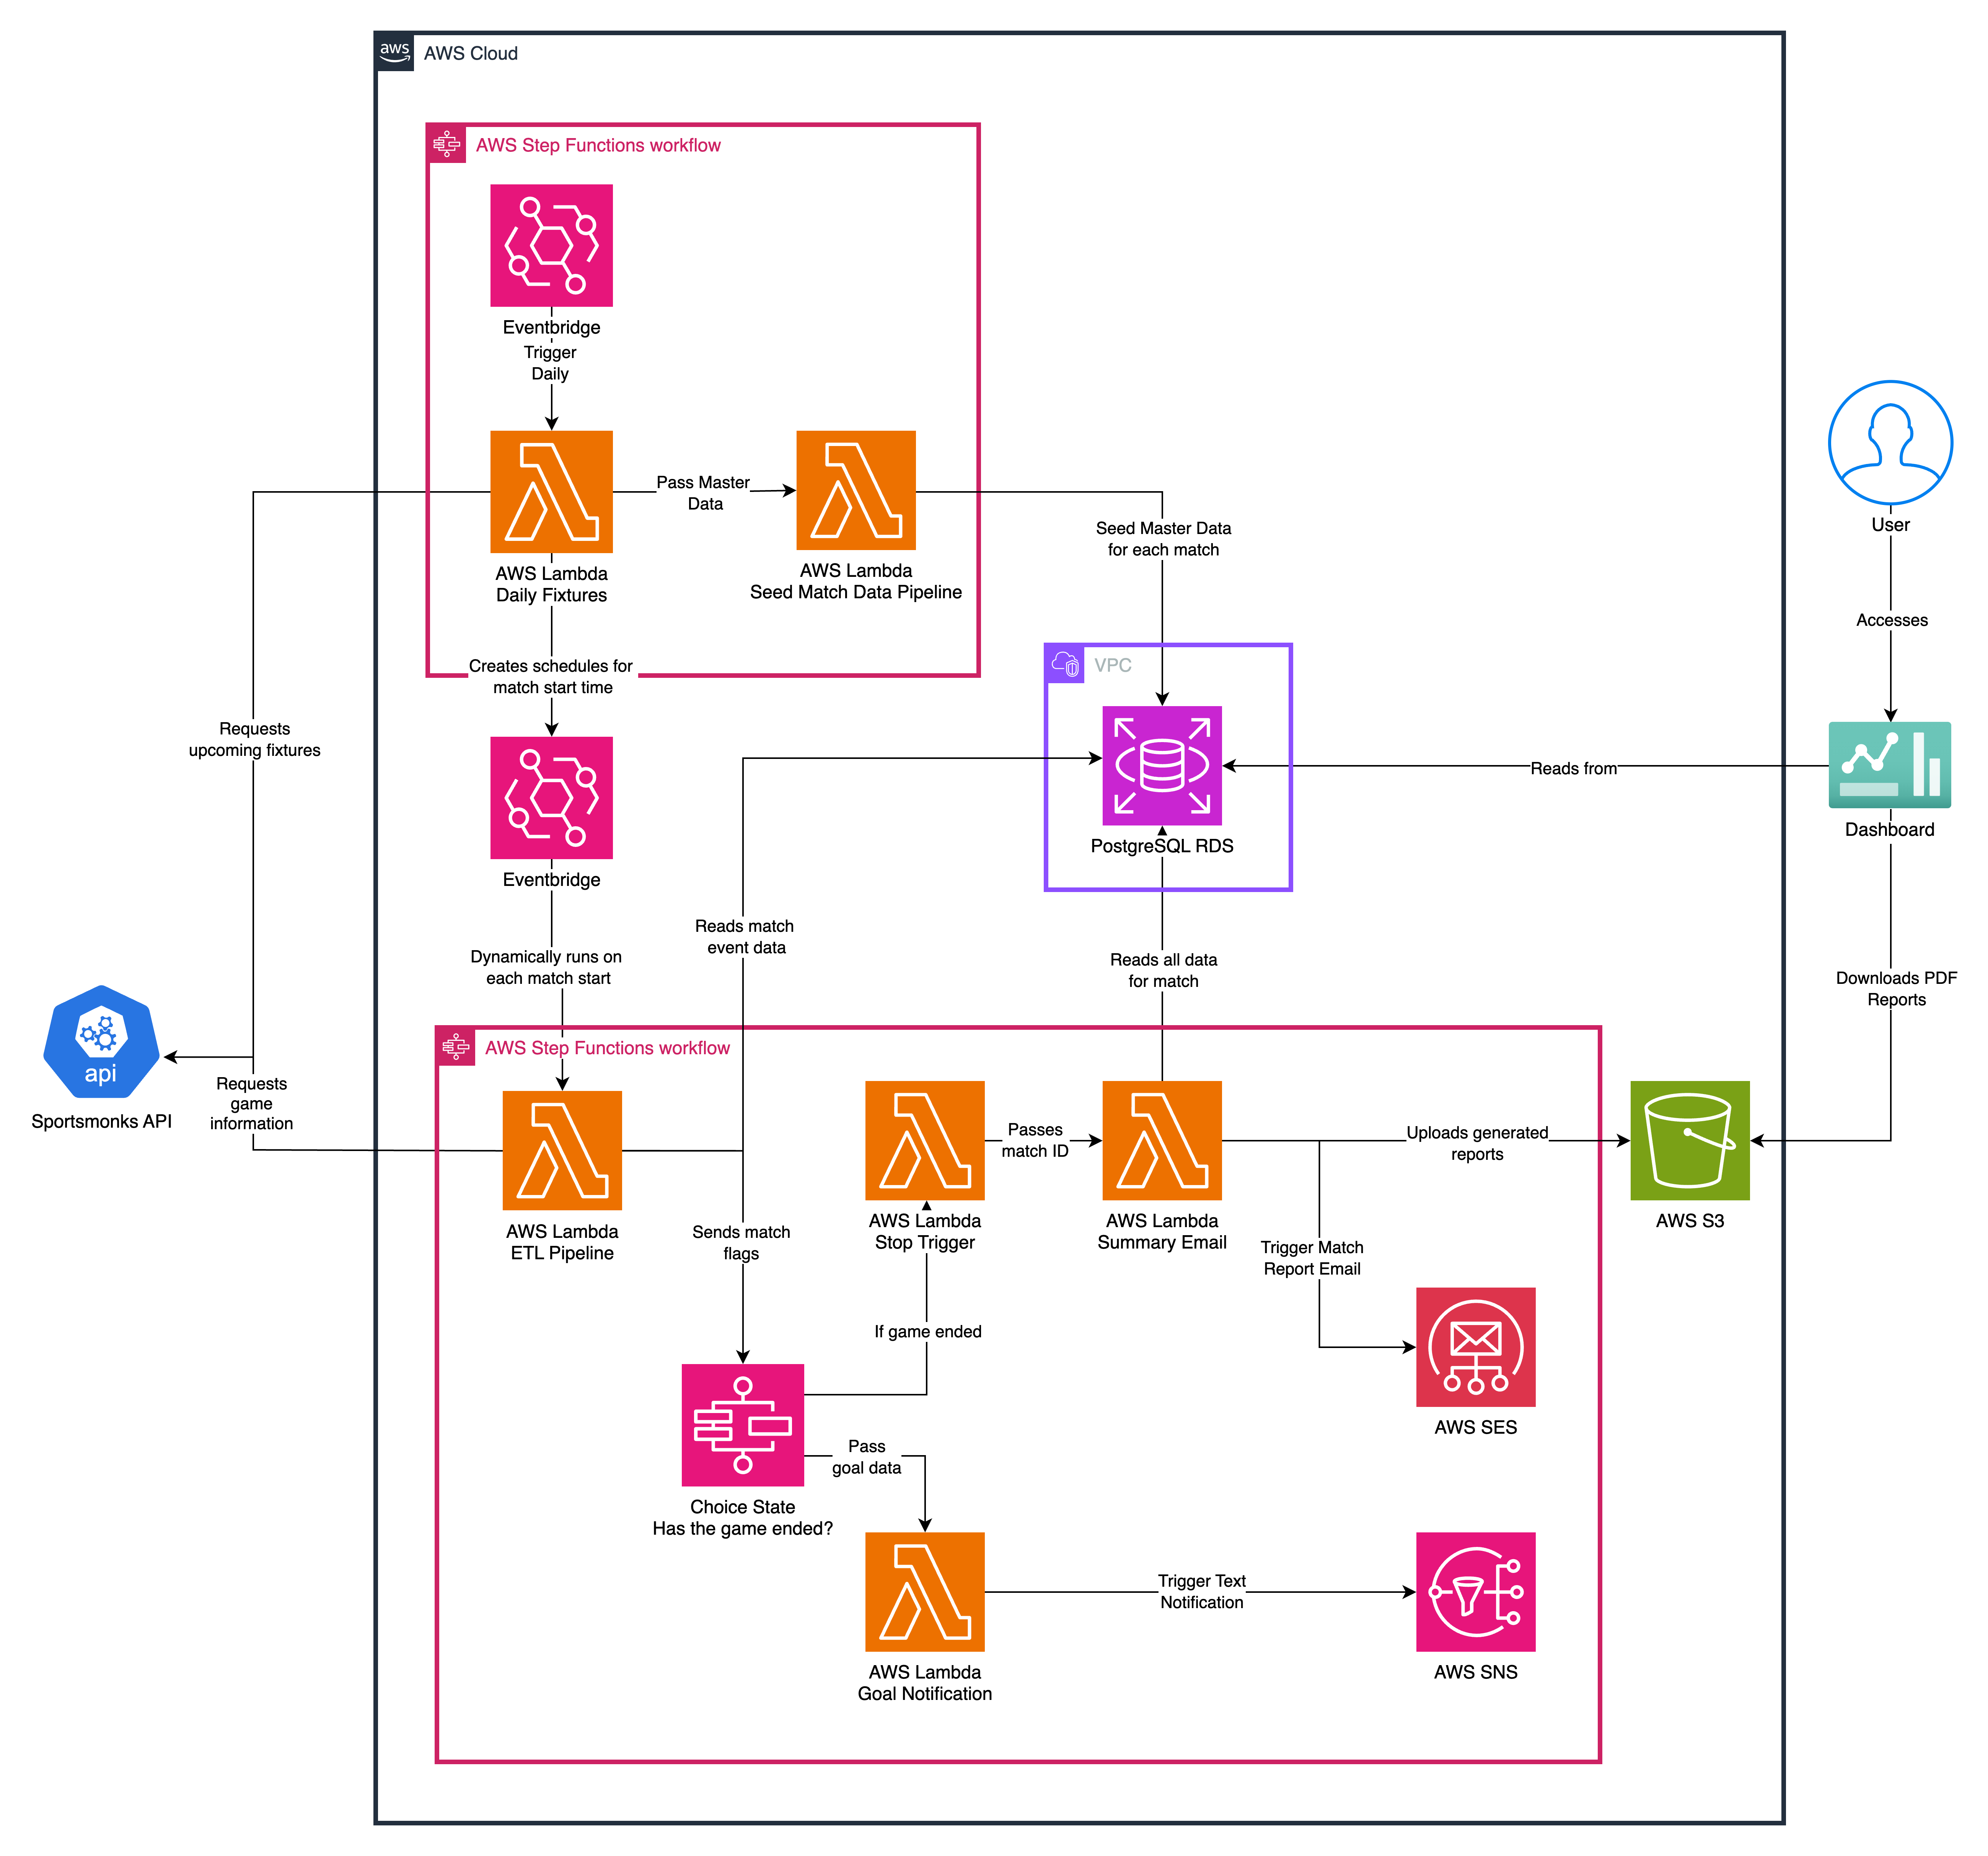 aws
AWS Cloud
AWS Step Functions workflow
Eventbridge
Trigger
Daily
Pass Master
Data
AWS Lambda
Daily Fixtures
AWS Lambda
Seed Match Data Pipeline
Seed Master Data
for each match
User
Accesses
Creates schedules for
match start time
VPC
Requests
upcoming fixtures
Reads from
PostgreSQL RDS
Dashboard
Eventbridge
Reads match
event data
Dynamically runs on
each match start
Reads all data
for match
Downloads PDF
Reports
AWS Step Functions workflow
api
Sportsmonks API
Requests
game
information
Passes
match ID
Uploads generated
reports
AWS Lambda
ETL Pipeline
Sends match
flags
AWS Lambda
Stop Trigger
AWS Lambda
Summary Email
AWS S3
Trigger Match
Report Email
If game ended
AWS SES
Pass
goal data
Choice State
Has the game ended?
Trigger Text
Notification
AWS Lambda
Goal Notification
AWS SNS